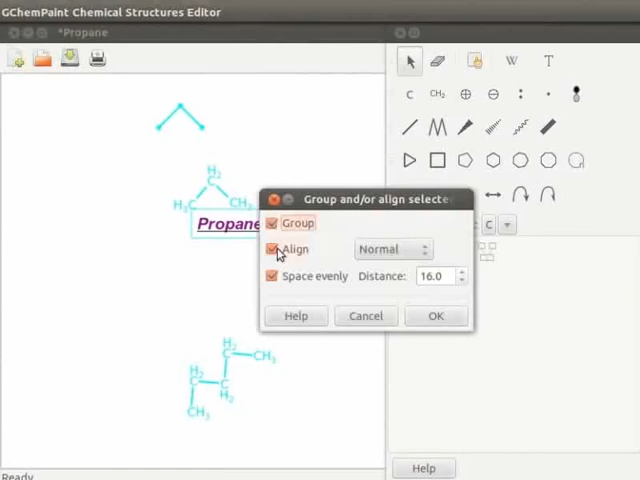 GChemPaint Chemical Structures Editor
*Propane
W T
C CH2
H2
C
H3C CH3
Propane
Group and/or align selecte
Group
C
Align Normal
Space evenly Distance: 16.0
Help Cancel OK
H2
C CH3
H2
C C
H2
CH3
Help
Ready